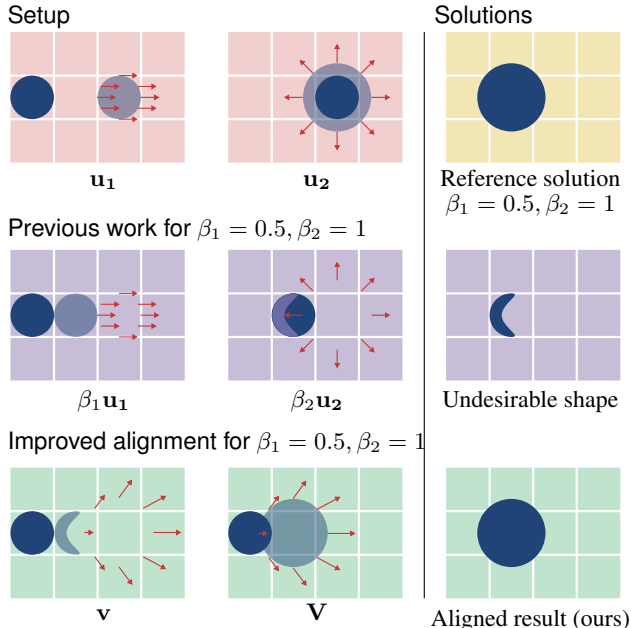 Setup
Solutions
u₁
u₂
Reference solution
β₁ = 0.5, β₂ = 1
Previous work for β₁ = 0.5, β₂ = 1
β₁u₁
β₂u₂
Undesirable shape
Improved alignment for β₁ = 0.5, β₂ = 1
v
V
Aligned result (ours)